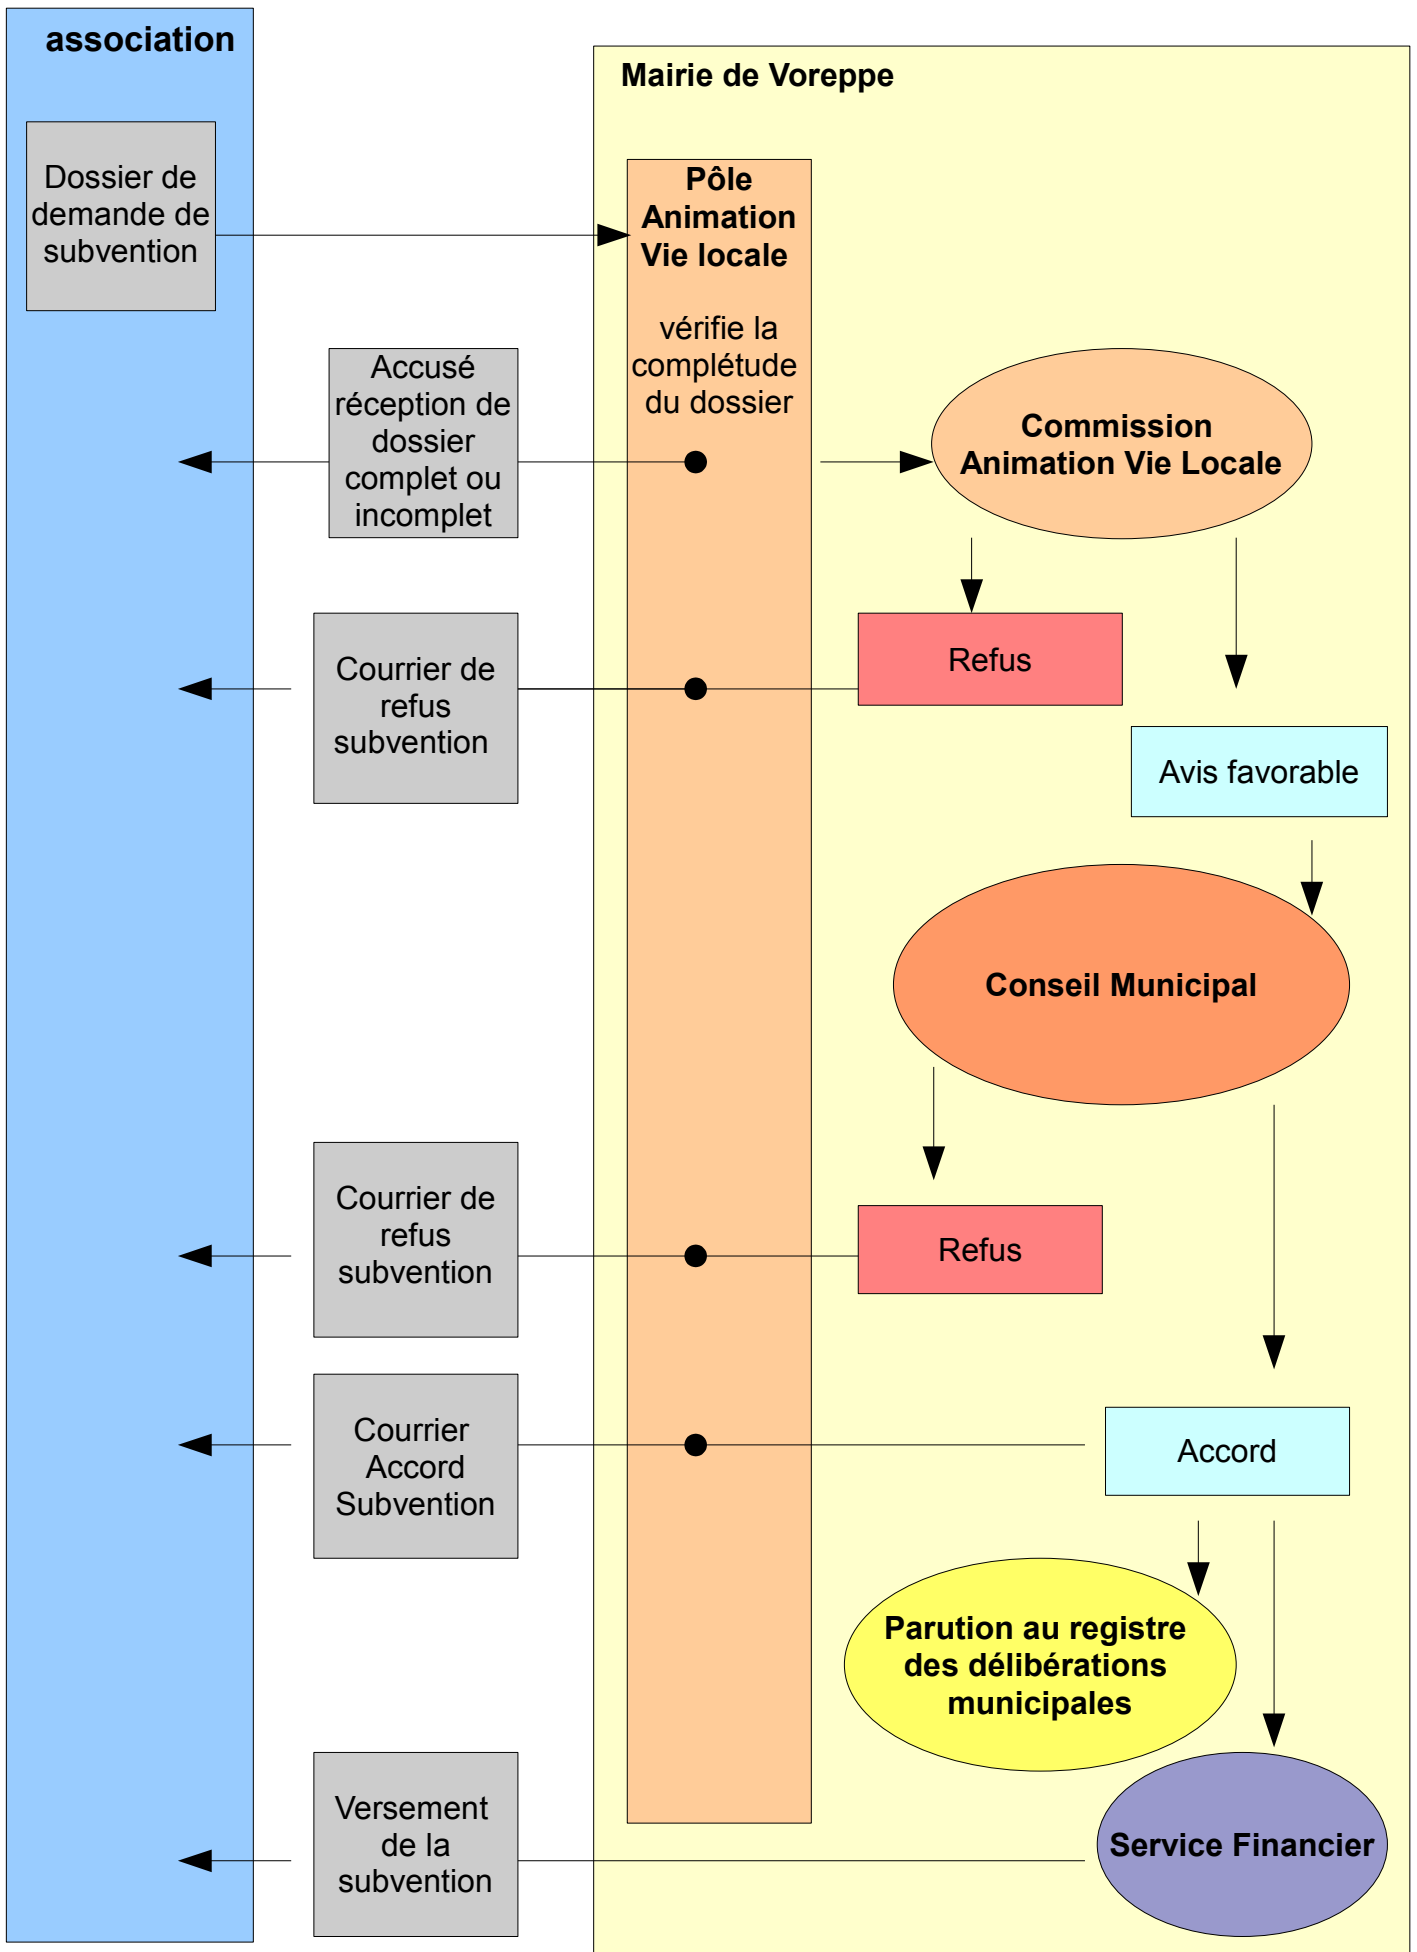 association
Mairie de Voreppe
Dossier de
demande de
subvention
Pôle
Animation
Vie locale
vérifie la
complétude
du dossier
Accusé
réception de
dossier
complet ou
incomplet
Commission
Animation Vie Locale
Courrier de
refus
subvention
Refus
Avis favorable
Conseil Municipal
Courrier de
refus
subvention
Refus
Courrier
Accord
Subvention
Accord
Parution au registre
des délibérations
municipales
Versement
de la
subvention
Service Financier